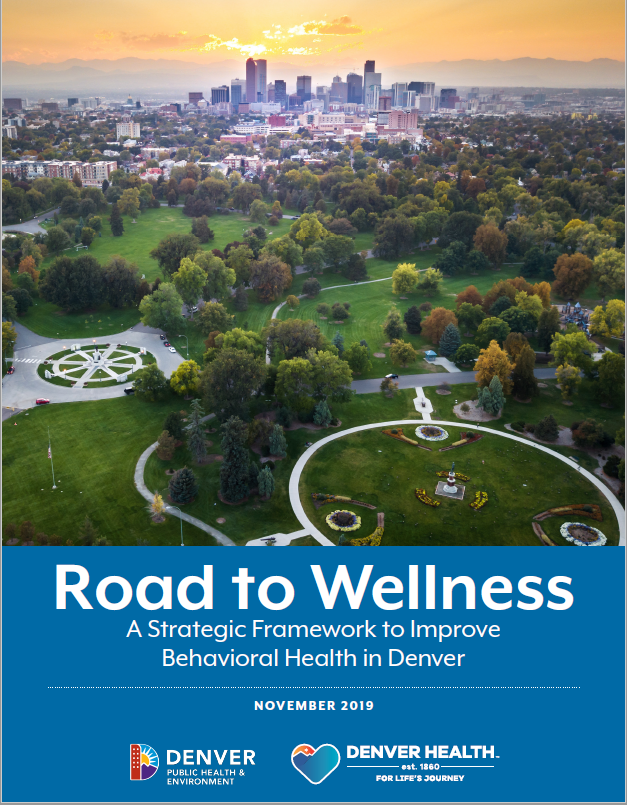 Road to Wellness
A Strategic Framework to Improve
Behavioral Health in Denver
NOVEMBER 2019
DENVER
PUBLIC HEALTH &
ENVIRONMENT
DENVER HEALTH™
est. 1860
FOR LIFE'S JOURNEY